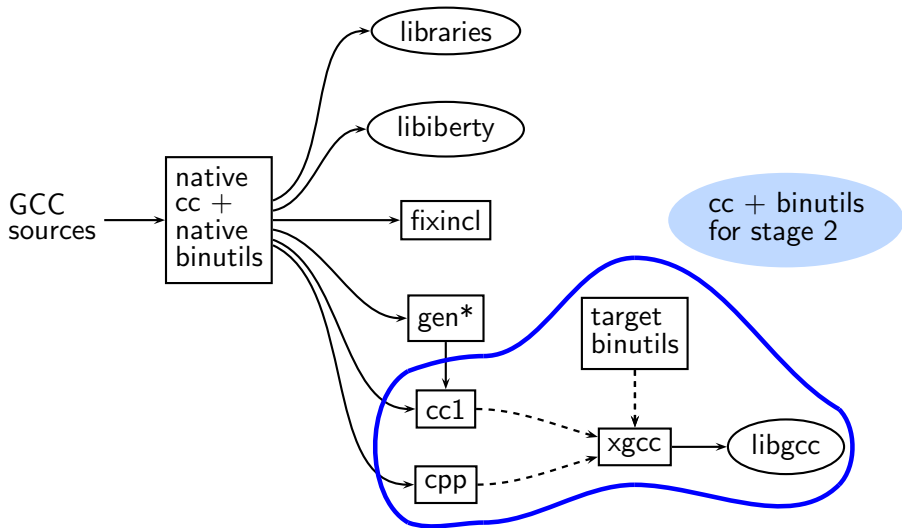 libraries
libiberty
GCC
sources
native
cc +
native
binutils
fixincl
cc + binutils
for stage 2
gen*
target
binutils
cc1
xgcc
libgcc
cpp